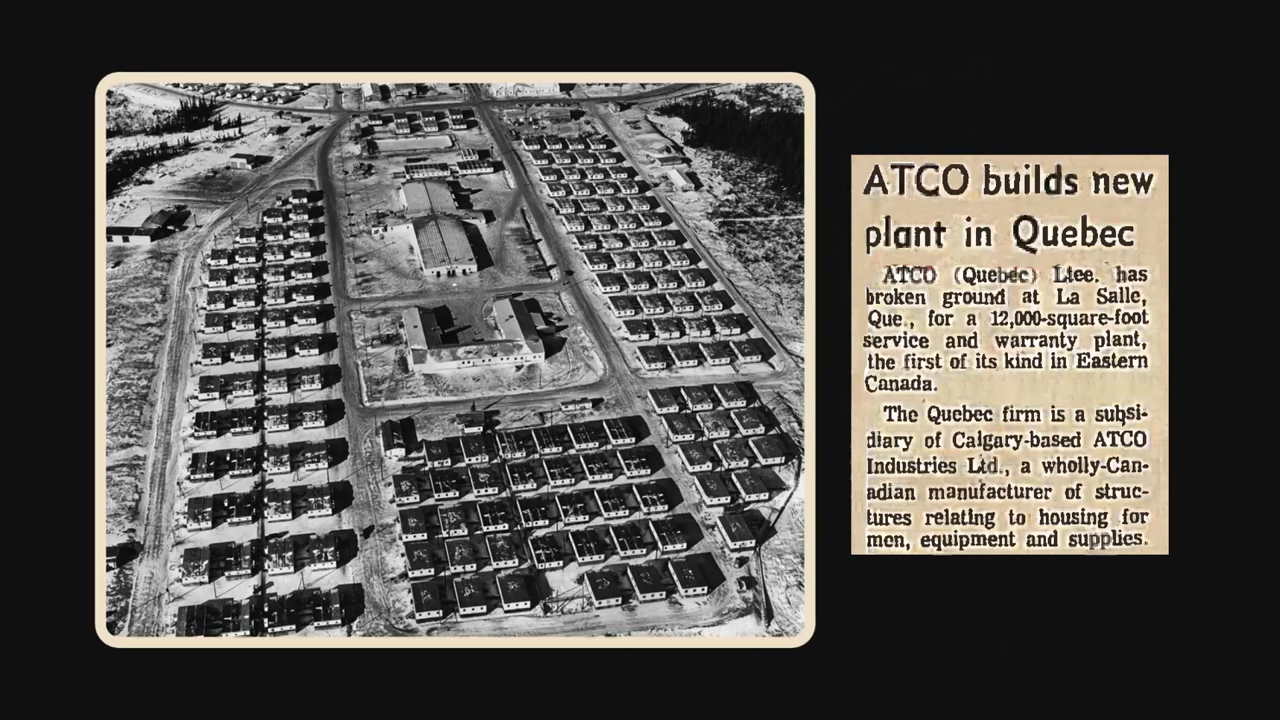 ATCO builds new
plant in Quebec
ATCO (Quebec) Ltee. has
broken ground at La Salle,
Que., for a 12,000-square-foot
service and warranty plant,
the first of its kind in Eastern
Canada.
The Quebec firm is a subsi-
diary of Calgary-based ATCO
Industries Ltd., a wholly-Can-
adian manufacturer of struc-
tures relating to housing for
men, equipment and supplies.